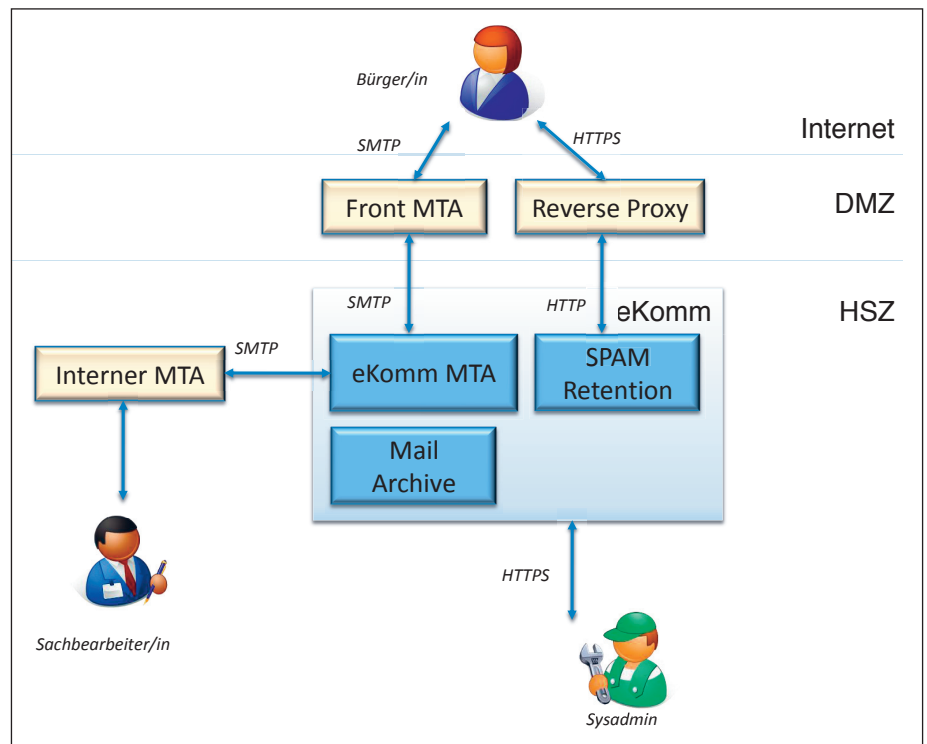 Bürger/in
Internet
SMTP
HTTPS
Front MTA
Reverse Proxy
DMZ
SMTP
HTTP
eKomm
HSZ
SMTP
Interner MTA
eKomm MTA
SPAM
Retention
Mail
Archive
HTTPS
Sachbearbeiter/in
Sysadmin